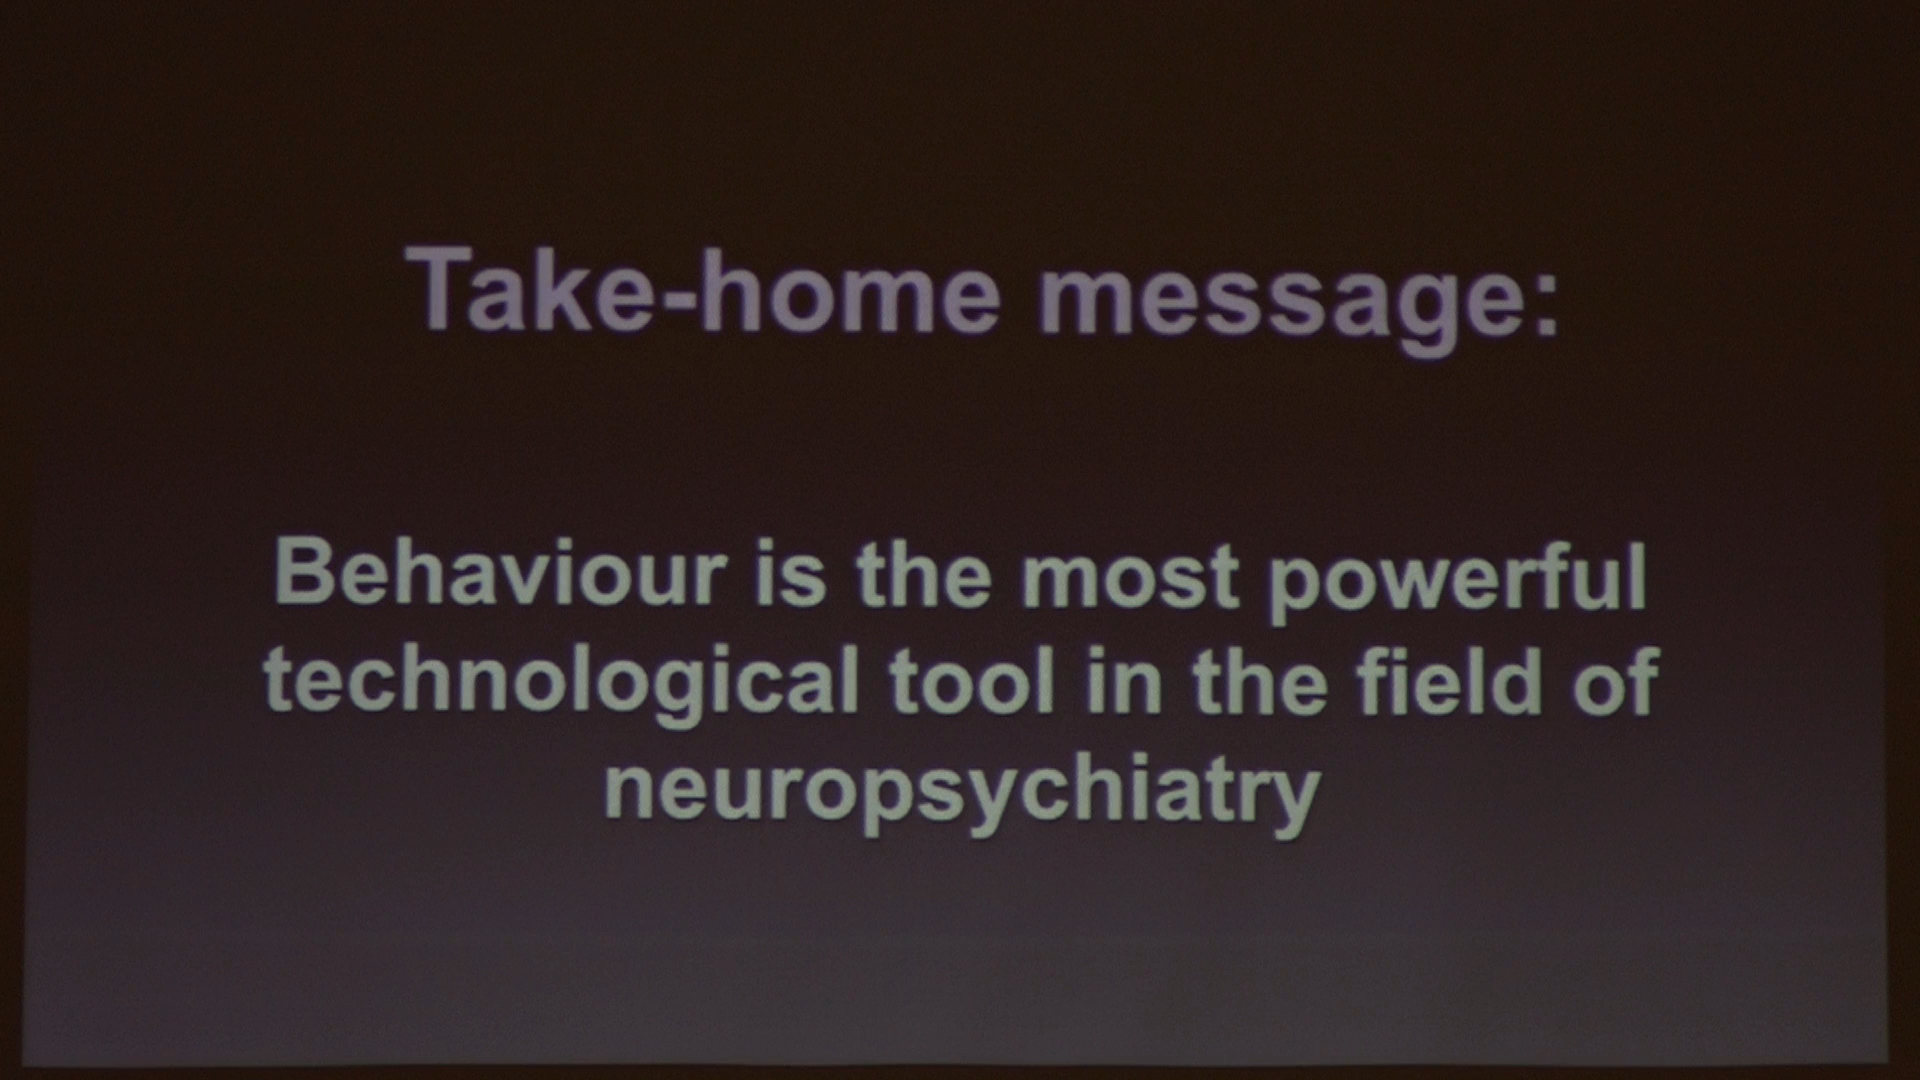 Take-home message:
Behaviour is the most powerful
technological tool in the field of
neuropsychiatry